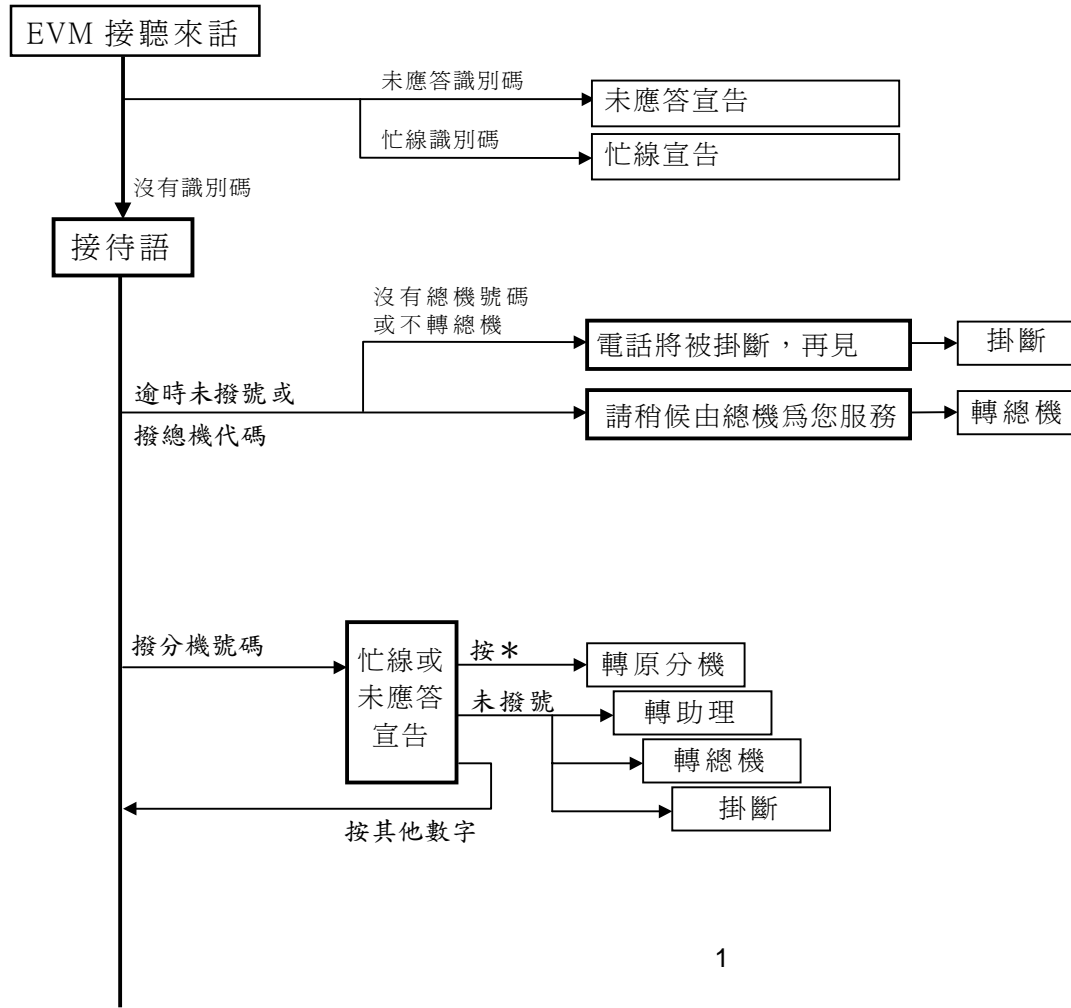 EVM 接聽來話
未應答識別碼
未應答宣告
忙線識別碼
忙線宣告
沒有識別碼
接待語
沒有總機號碼
或不轉總機
電話將被掛斷，再見
掛斷
逾時未撥號或
撥總機代碼
請稍候由總機為您服務
轉總機
撥分機號碼
忙線或
未應答
宣告
按＊
轉原分機
未撥號
轉助理
轉總機
掛斷
按其他數字
1